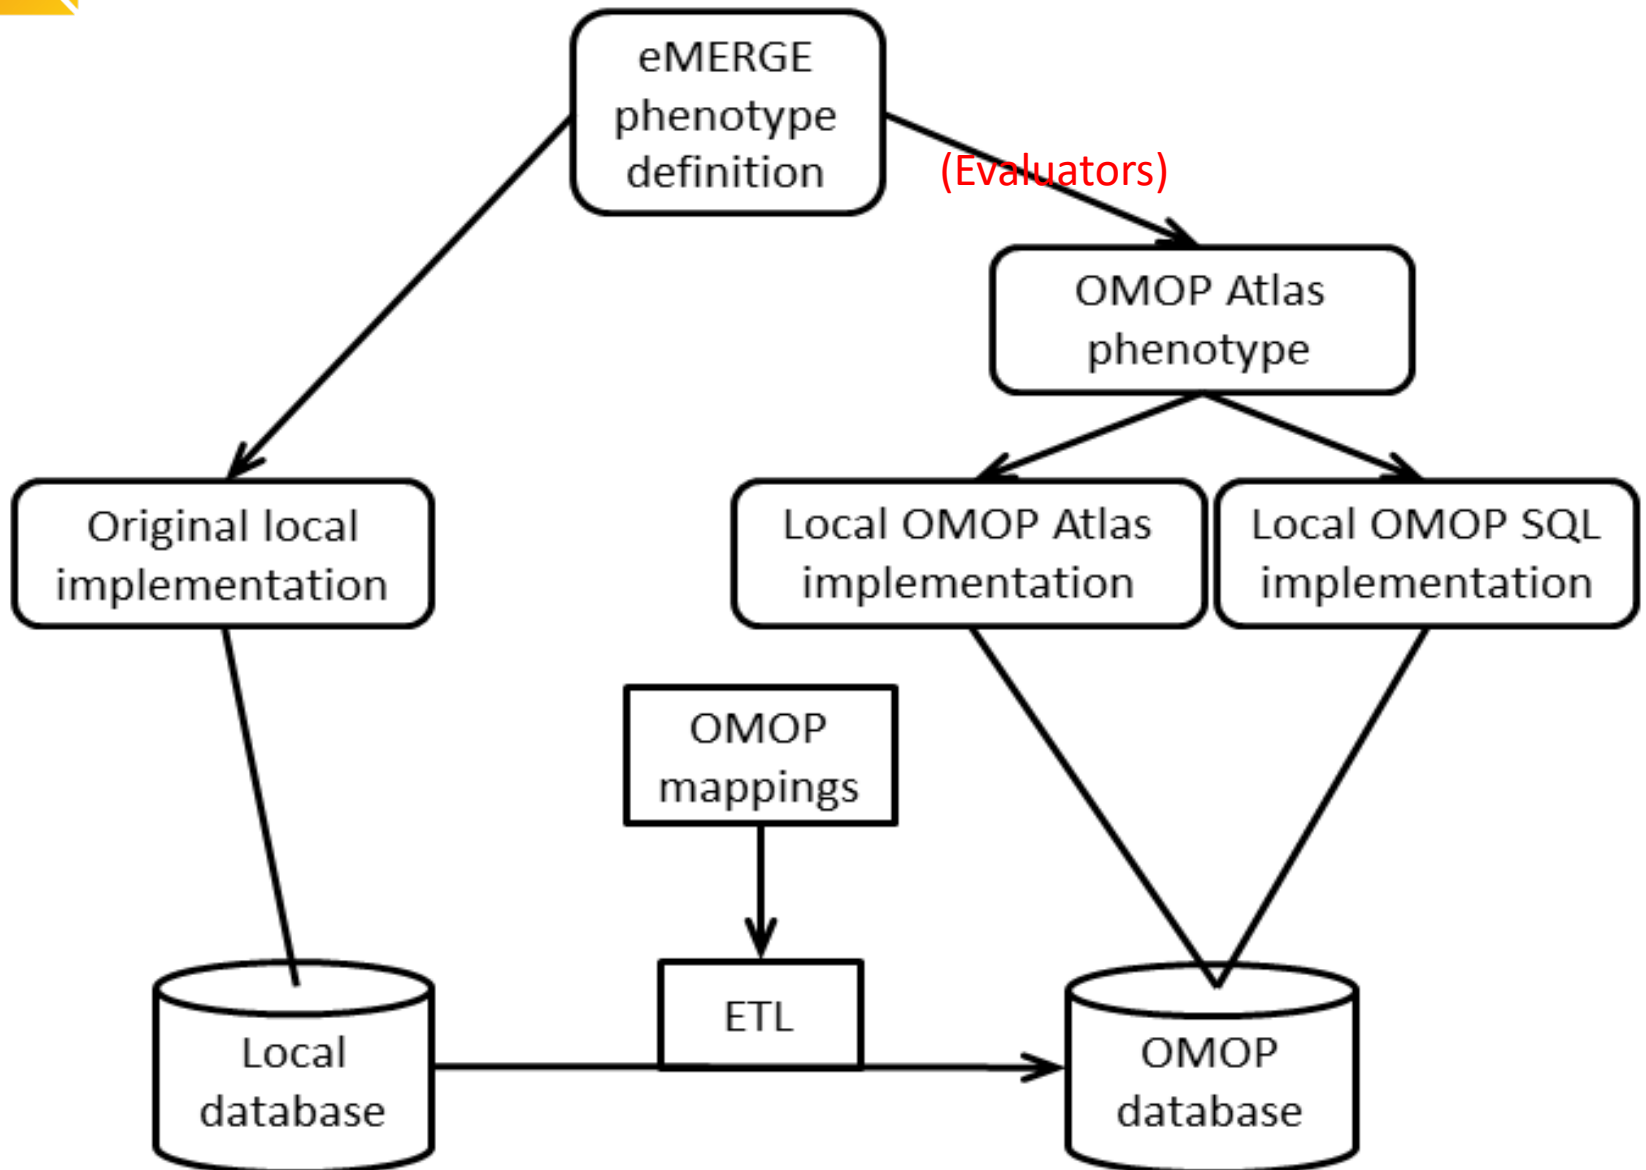 eMERGE
phenotype
definition
(Evaluators)
OMOP Atlas
phenotype
Original local
implementation
Local OMOP Atlas
implementation
Local OMOP SQL
implementation
OMOP
mappings
ETL
Local
database
OMOP
database